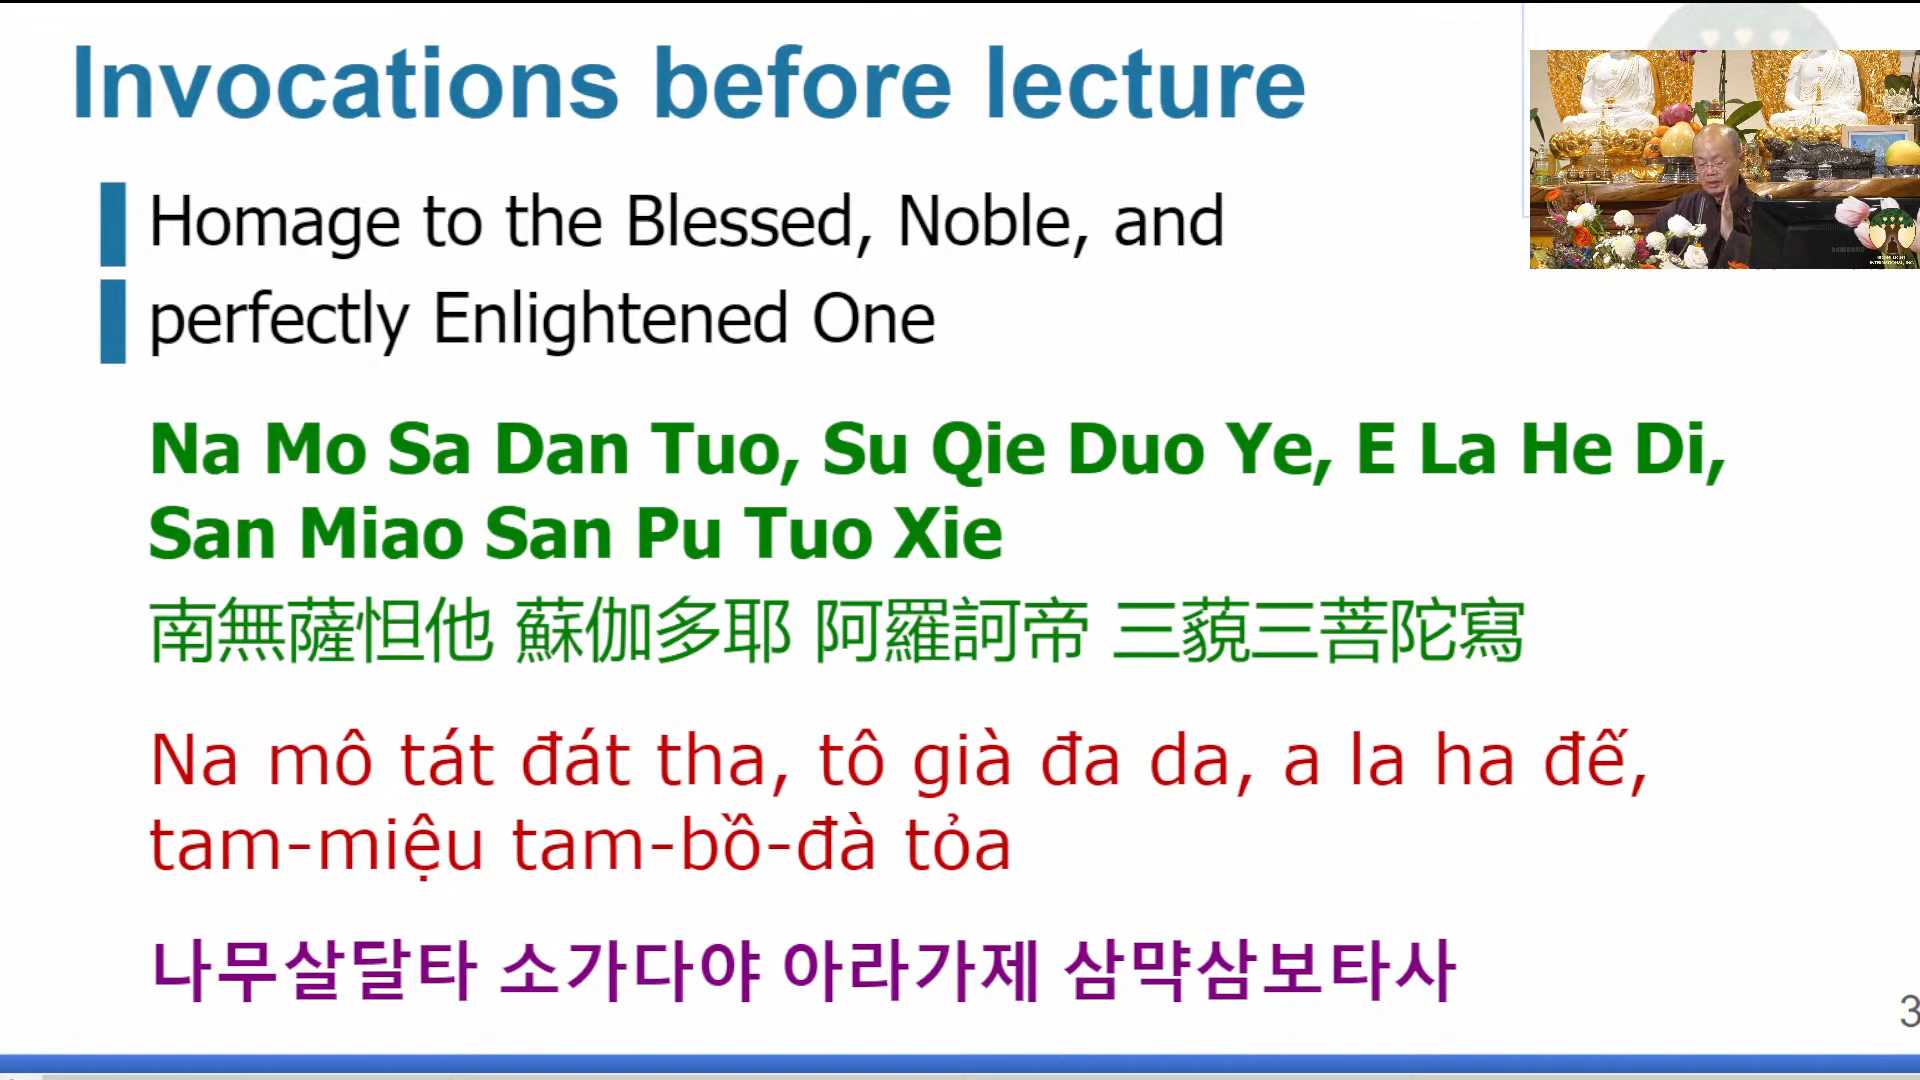 Invocations before lecture
Homage to the Blessed, Noble, and
perfectly Enlightened One
Na Mo Sa Dan Tuo, Su Qie Duo Ye, E La He Di,
San Miao San Pu Tuo Xie
南無薩怛他 蘇伽多耶 阿羅訶帝 三藐三菩陀寫
Na mô tát đát tha, tô già đa da, a la ha đế,
tam-miệu tam-bồ-đà tỏa
나무살달타 소가다야 아라가제 삼먁삼보타사
3
SAMSUNG